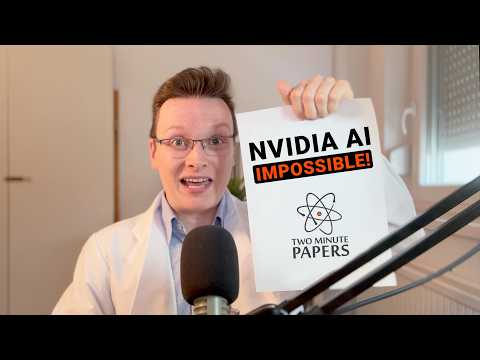 NVIDIA AI
IMPOSSIBLE!
TWO MINUTE
PAPERS